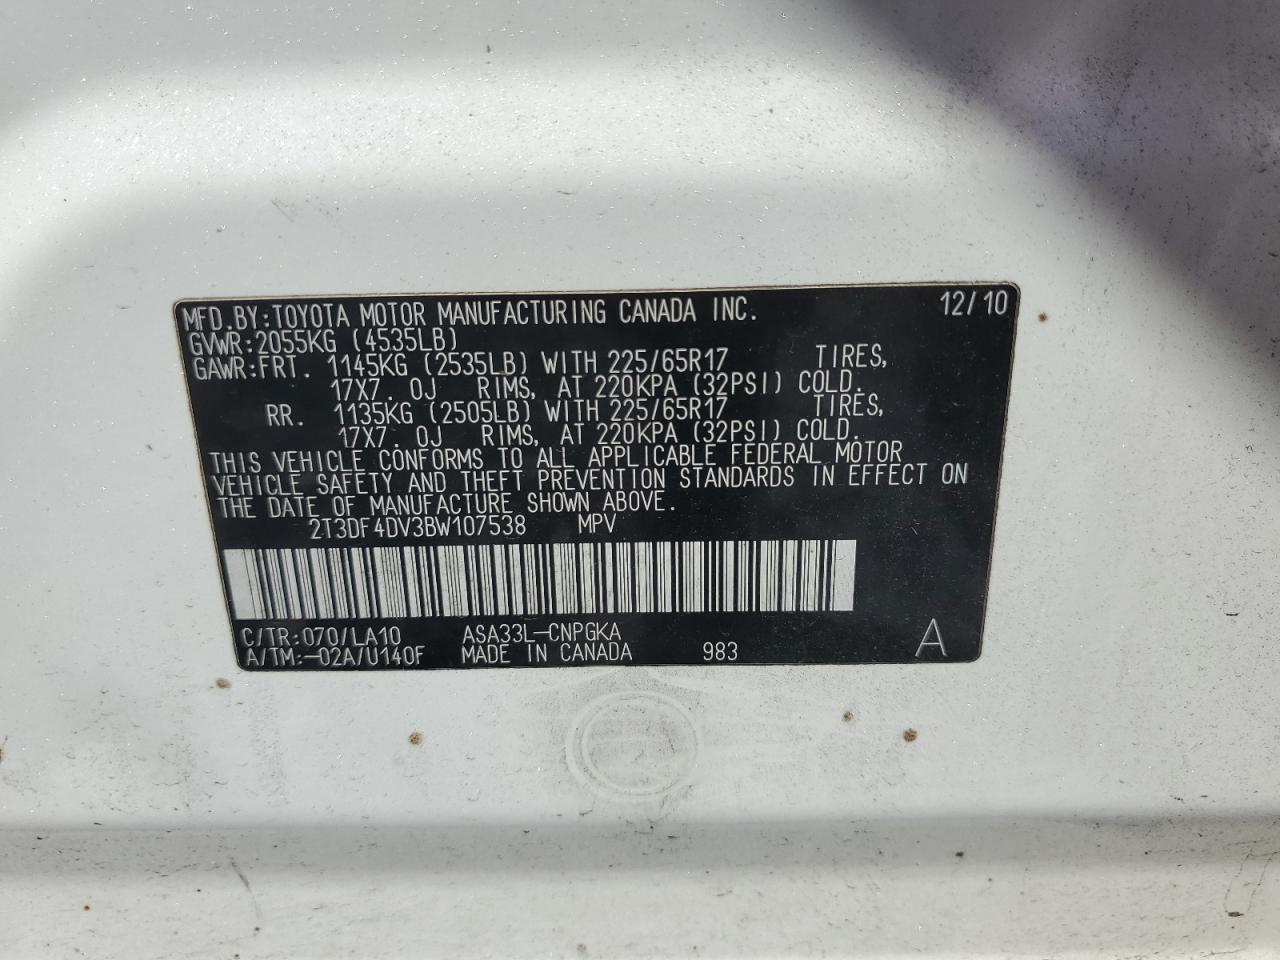 MFD.BY:TOYOTA MOTOR MANUFACTURING CANADA INC. 12/10
GVWR:2055KG (4535LB)
GAWR:FRT. 1145KG (2535LB) WITH 225/65R17 TIRES,
17X7.0J RIMS, AT 220KPA (32PSI) COLD.
RR. 1135KG (2505LB) WITH 225/65R17 TIRES,
17X7.0J RIMS, AT 220KPA (32PSI) COLD.
THIS VEHICLE CONFORMS TO ALL APPLICABLE FEDERAL MOTOR
VEHICLE SAFETY AND THEFT PREVENTION STANDARDS IN EFFECT ON
THE DATE OF MANUFACTURE SHOWN ABOVE.
2T3DF4DV3BW107538 MPV
C/TR:070/LA10 ASA33L-CNPGKA
A/TM:-02A/U140F MADE IN CANADA 983 A